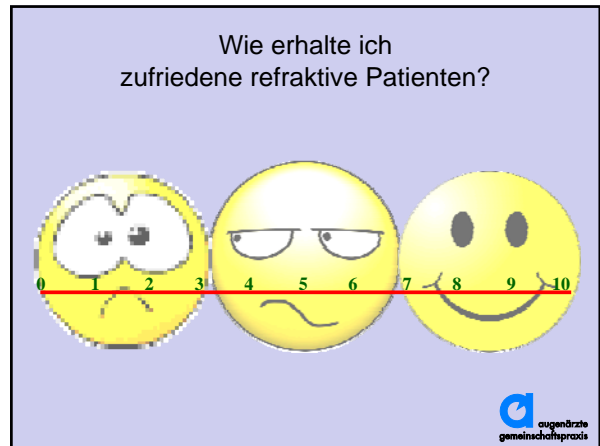 Wie erhalte ich
zufriedene refraktive Patienten?
0 1 2 3 4 5 6 7 8 9 10
a
augenärzte
gemeinschaftspraxis